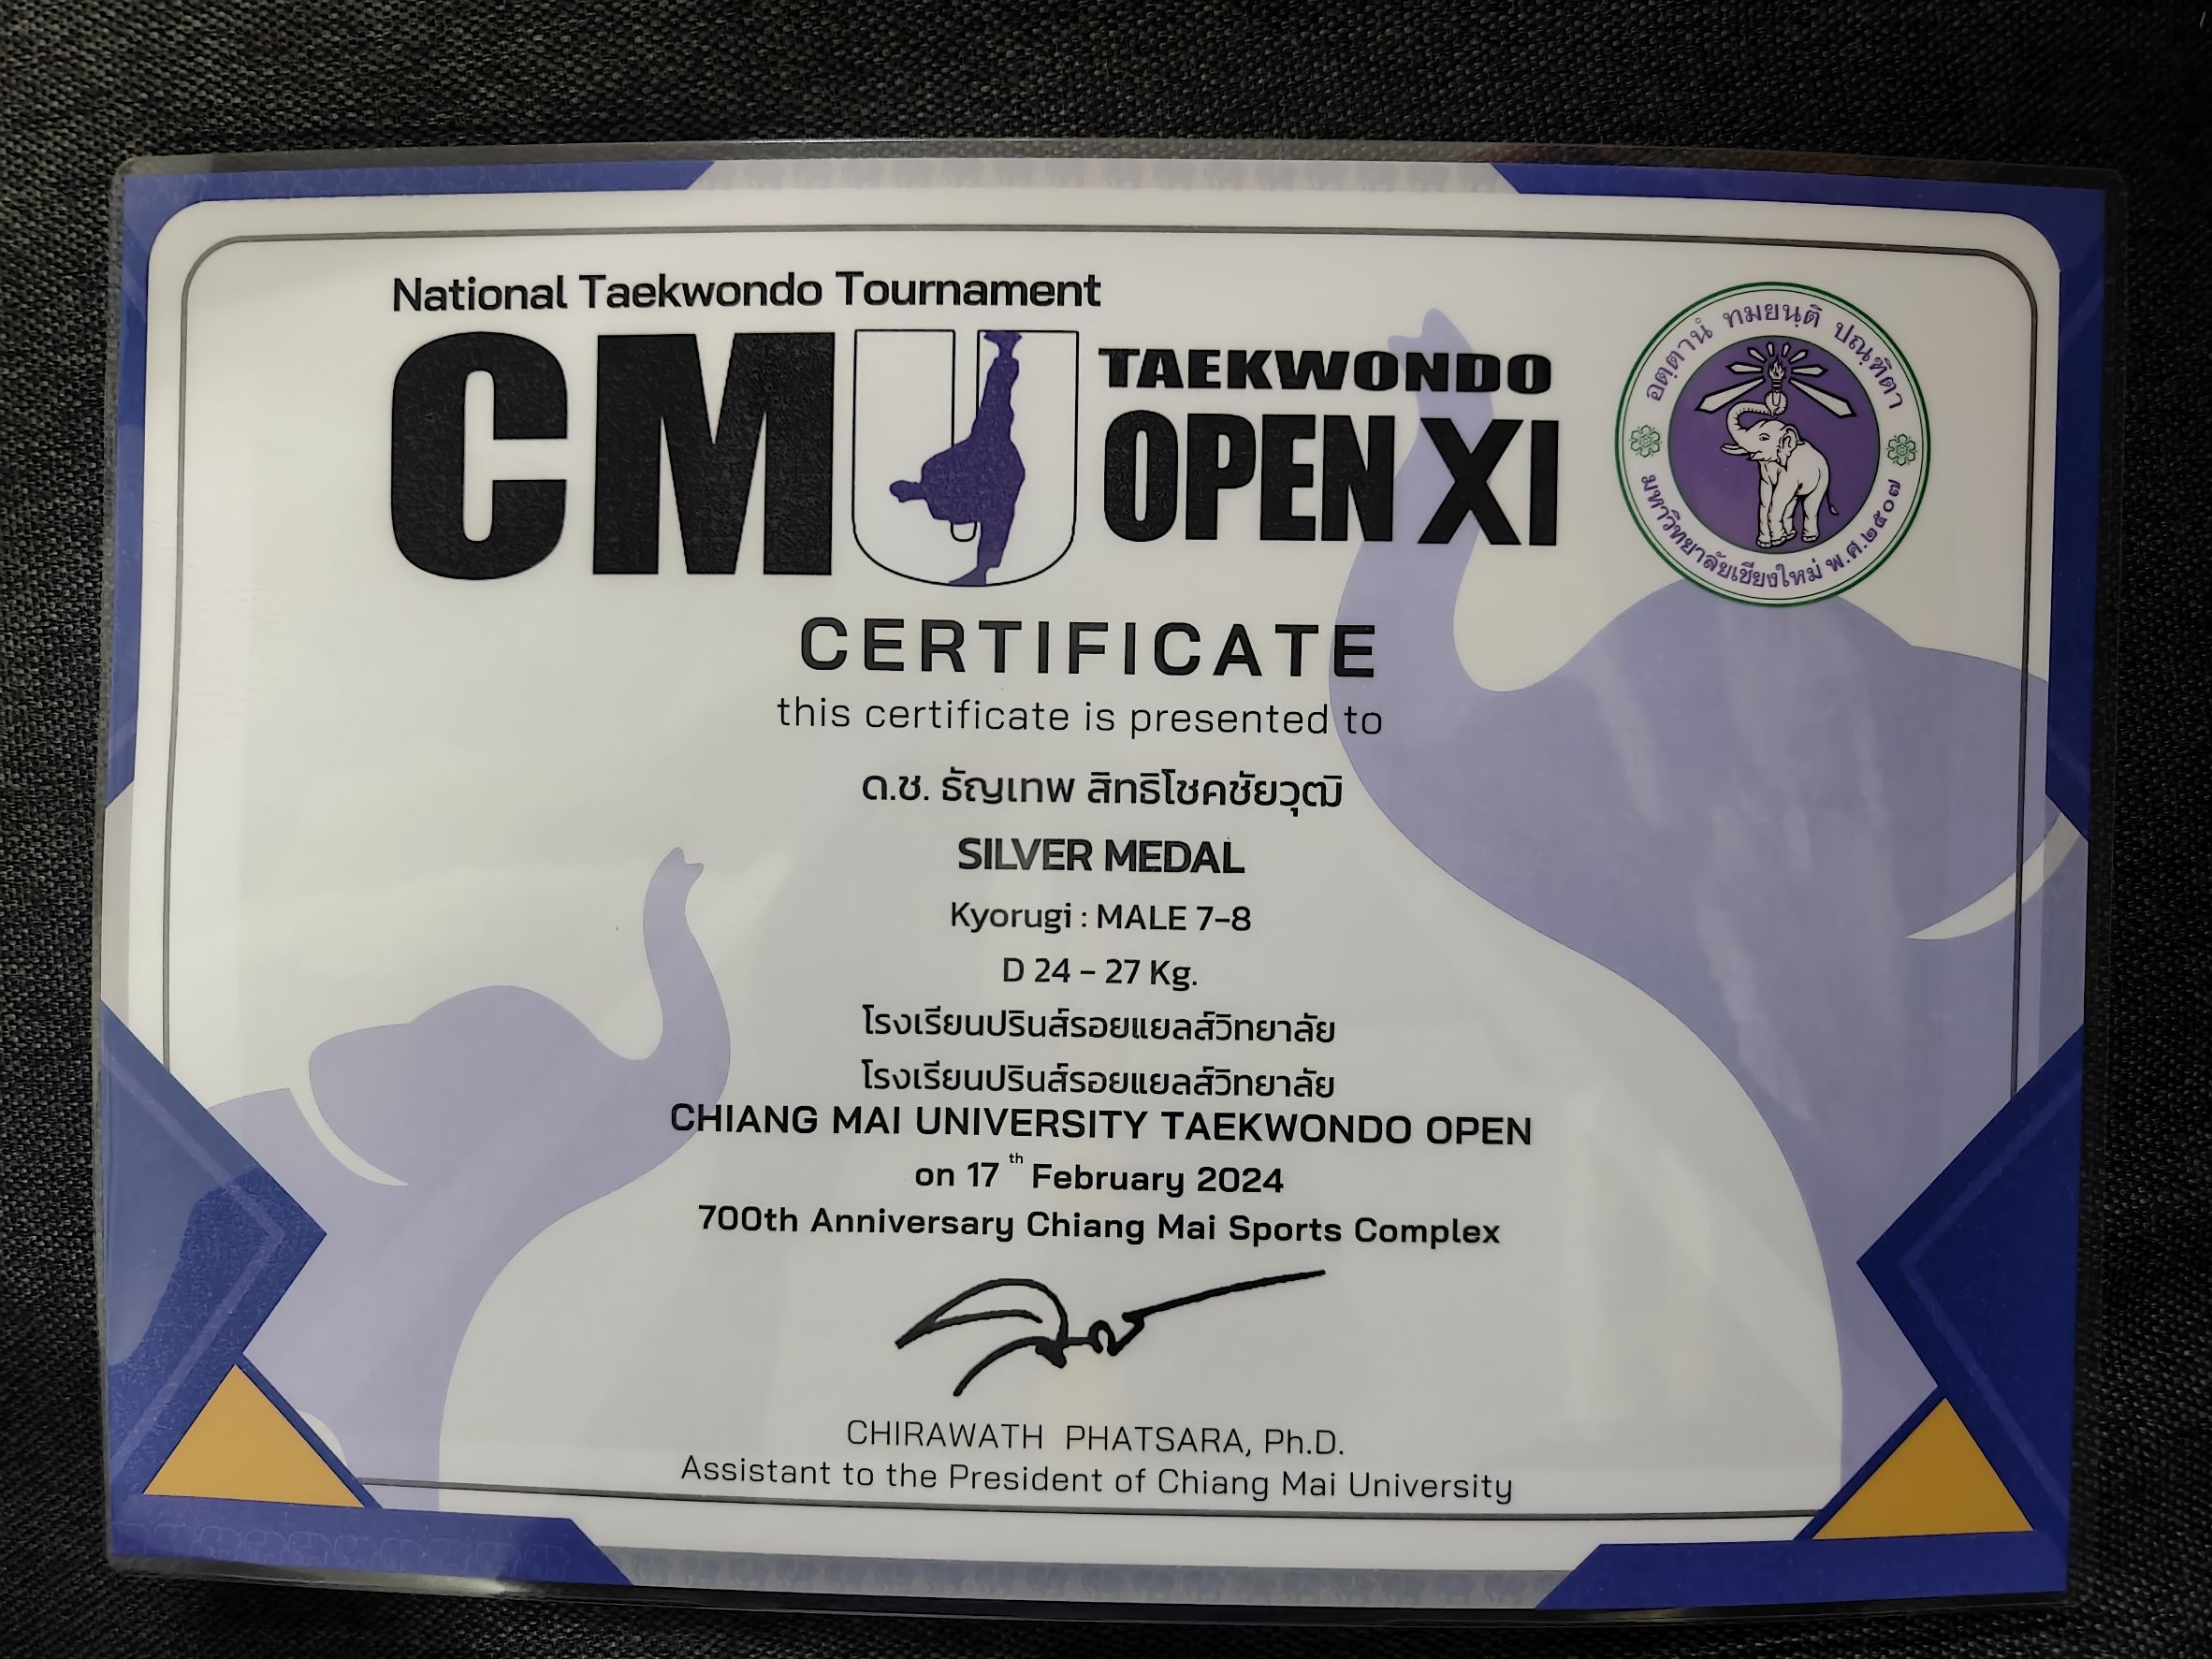 National Taekwondo Tournament
CMU
TAEKWONDO
OPEN XI
อตฺตานํ ทมยนฺติ ปณฺฑิตา
มหาวิทยาลัยเชียงใหม่ พ.ศ.๒๕๐๗
CERTIFICATE
this certificate is presented to
ด.ช. ธัญเทพ สิทธิโชคชัยวุฒิ
SILVER MEDAL
Kyorugi : MALE 7-8
D 24 - 27 Kg.
โรงเรียนปรินส์รอยแยลส์วิทยาลัย
โรงเรียนปรินส์รอยแยลส์วิทยาลัย
CHIANG MAI UNIVERSITY TAEKWONDO OPEN
on 17 th February 2024
700th Anniversary Chiang Mai Sports Complex
CHIRAWATH PHATSARA, Ph.D.
Assistant to the President of Chiang Mai University